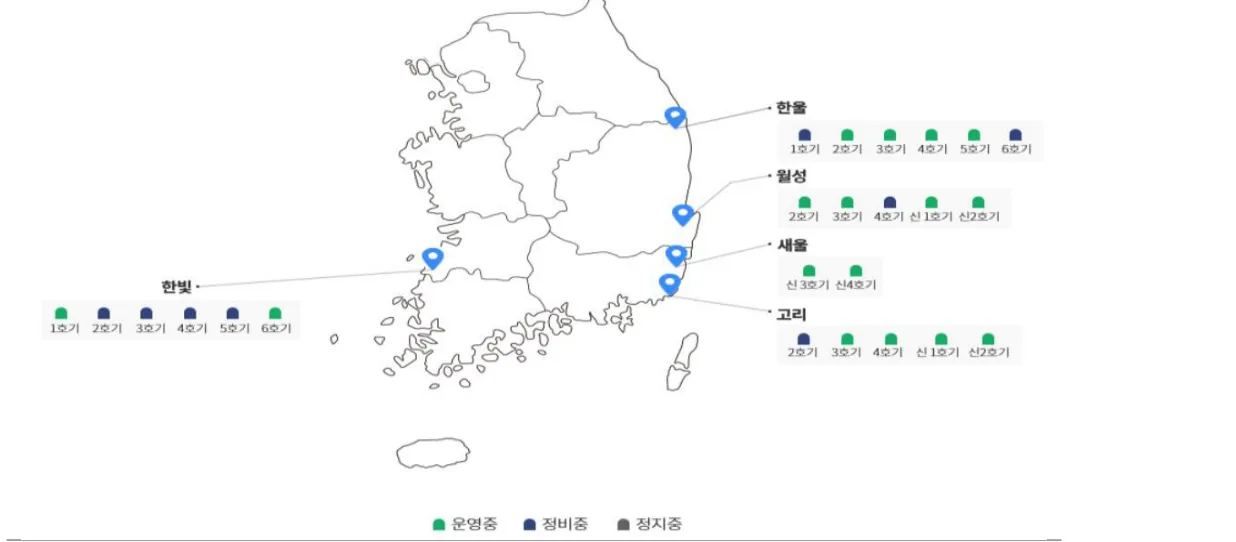 한울
1호기 2호기 3호기 4호기 5호기 6호기
월성
2호기 3호기 4호기 신 1호기 신2호기
새울
신 3호기 신4호기
한빛
1호기 2호기 3호기 4호기 5호기 6호기
고리
2호기 3호기 4호기 신 1호기 신2호기
운영중 정비중 정지중